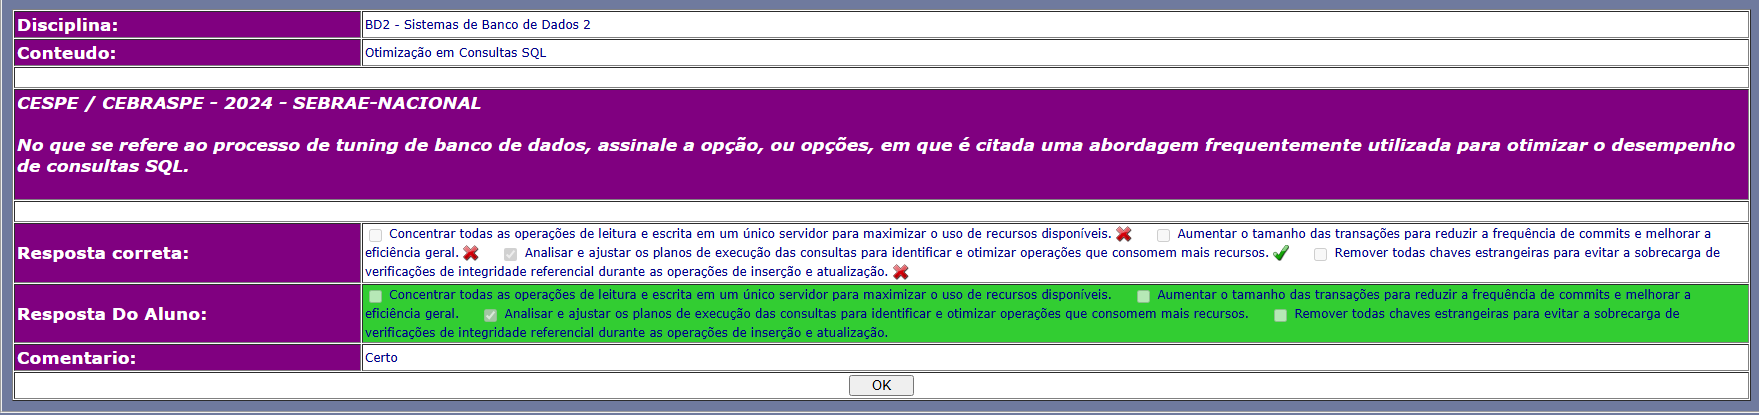 Disciplina: BD2 - Sistemas de Banco de Dados 2
Conteudo: Otimização em Consultas SQL
CESPE / CEBRASPE - 2024 - SEBRAE-NACIONAL
No que se refere ao processo de tuning de banco de dados, assinale a opção, ou opções, em que é citada uma abordagem frequentemente utilizada para otimizar o desempenho
de consultas SQL.
Resposta correta:
Concentrar todas as operações de leitura e escrita em um único servidor para maximizar o uso de recursos disponíveis. Aumentar o tamanho das transações para reduzir a frequência de commits e melhorar a
eficiência geral. Analisar e ajustar os planos de execução das consultas para identificar e otimizar operações que consomem mais recursos. Remover todas chaves estrangeiras para evitar a sobrecarga de
verificações de integridade referencial durante as operações de inserção e atualização.
Resposta Do Aluno:
Concentrar todas as operações de leitura e escrita em um único servidor para maximizar o uso de recursos disponíveis. Aumentar o tamanho das transações para reduzir a frequência de commits e melhorar a
eficiência geral. Analisar e ajustar os planos de execução das consultas para identificar e otimizar operações que consomem mais recursos. Remover todas chaves estrangeiras para evitar a sobrecarga de
verificações de integridade referencial durante as operações de inserção e atualização.
Comentario: Certo
OK